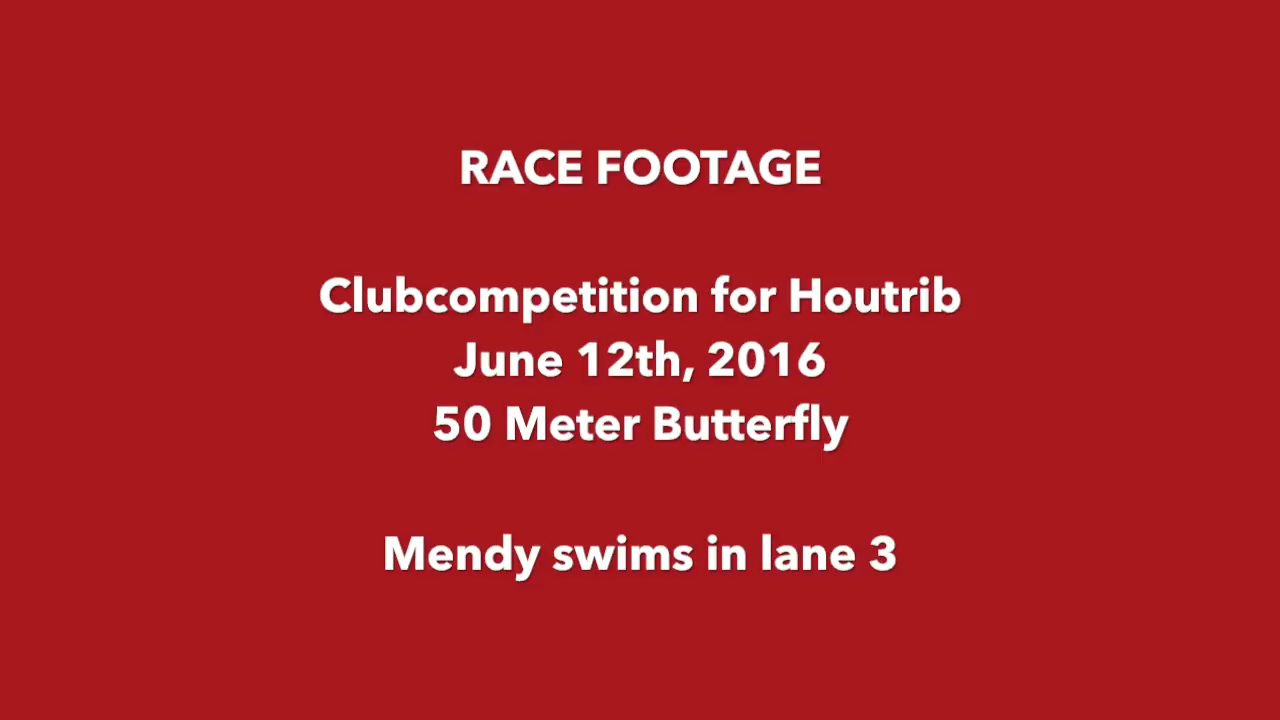 RACE FOOTAGE
Clubcompetition for Houtrib
June 12th, 2016
50 Meter Butterfly
Mendy swims in lane 3